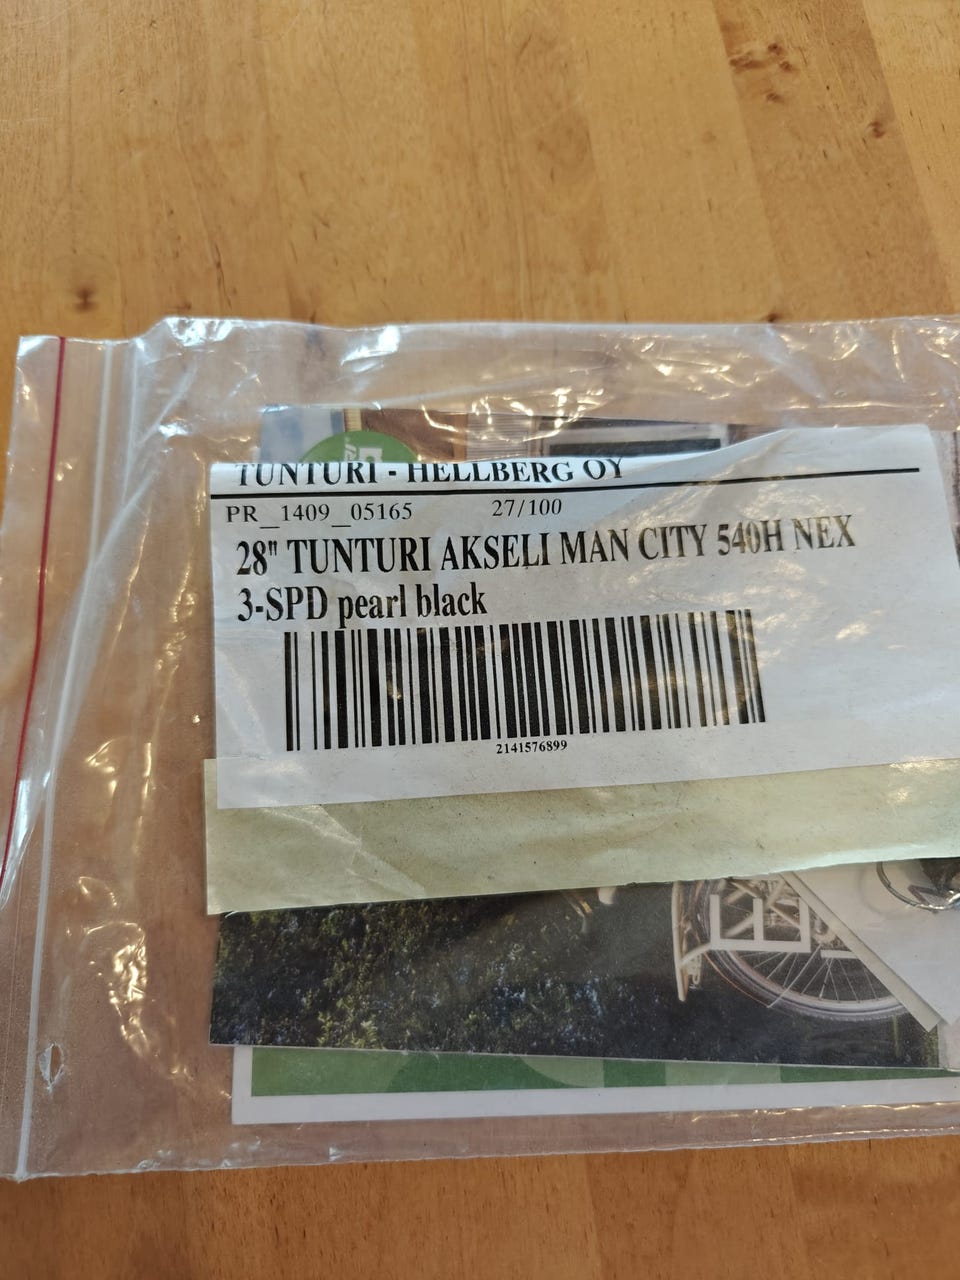 TUNTURI - HELLBERG OY
PR_1409_05165 27/100
28" TUNTURI AKSELI MAN CITY 540H NEX
3-SPD pearl black
2141576899